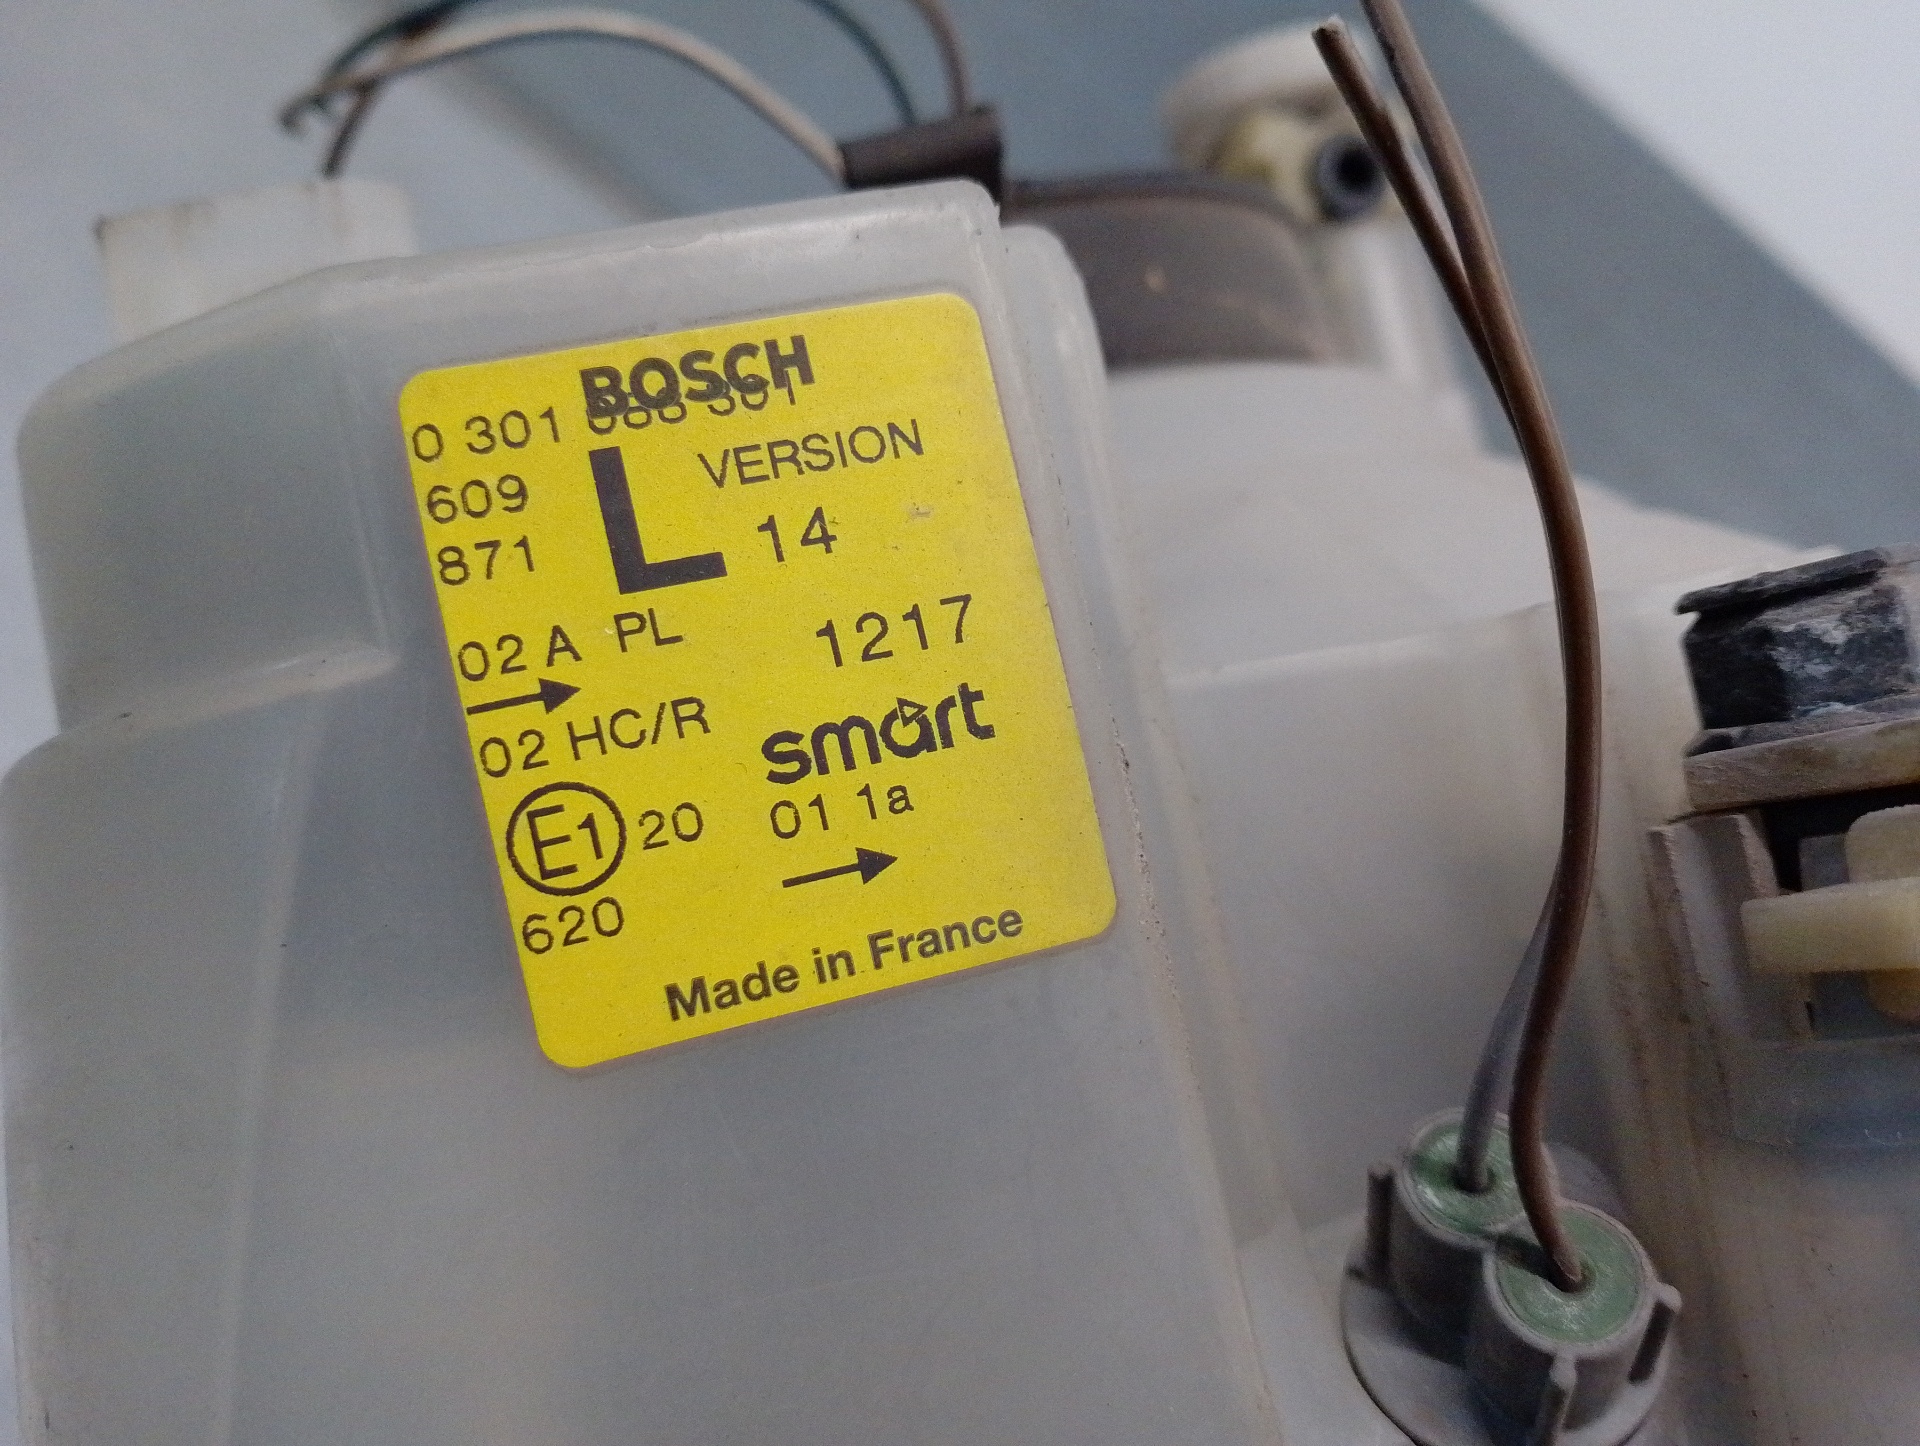 BOSCH
0 301
609
871
L
VERSION
14
02 A PL
1217
02 HC/R
smart
E1 20
01 1a
620
Made in France